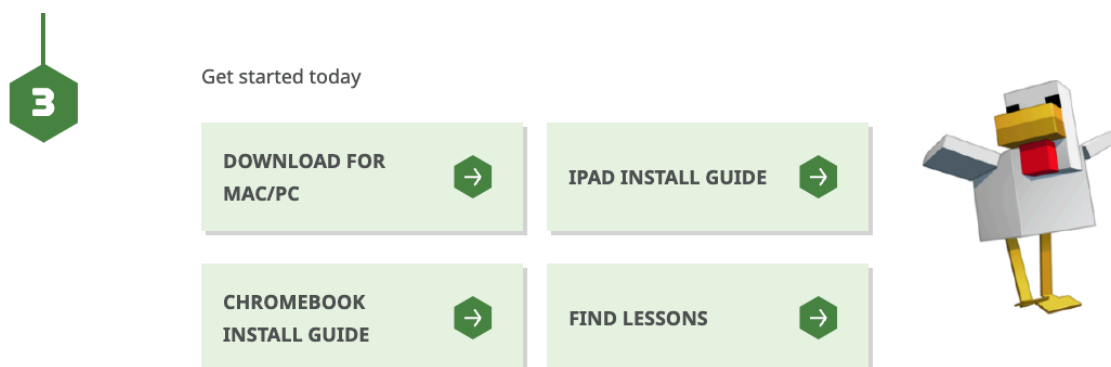 3
Get started today
DOWNLOAD FOR
MAC/PC
IPAD INSTALL GUIDE
CHROMEBOOK
INSTALL GUIDE
FIND LESSONS